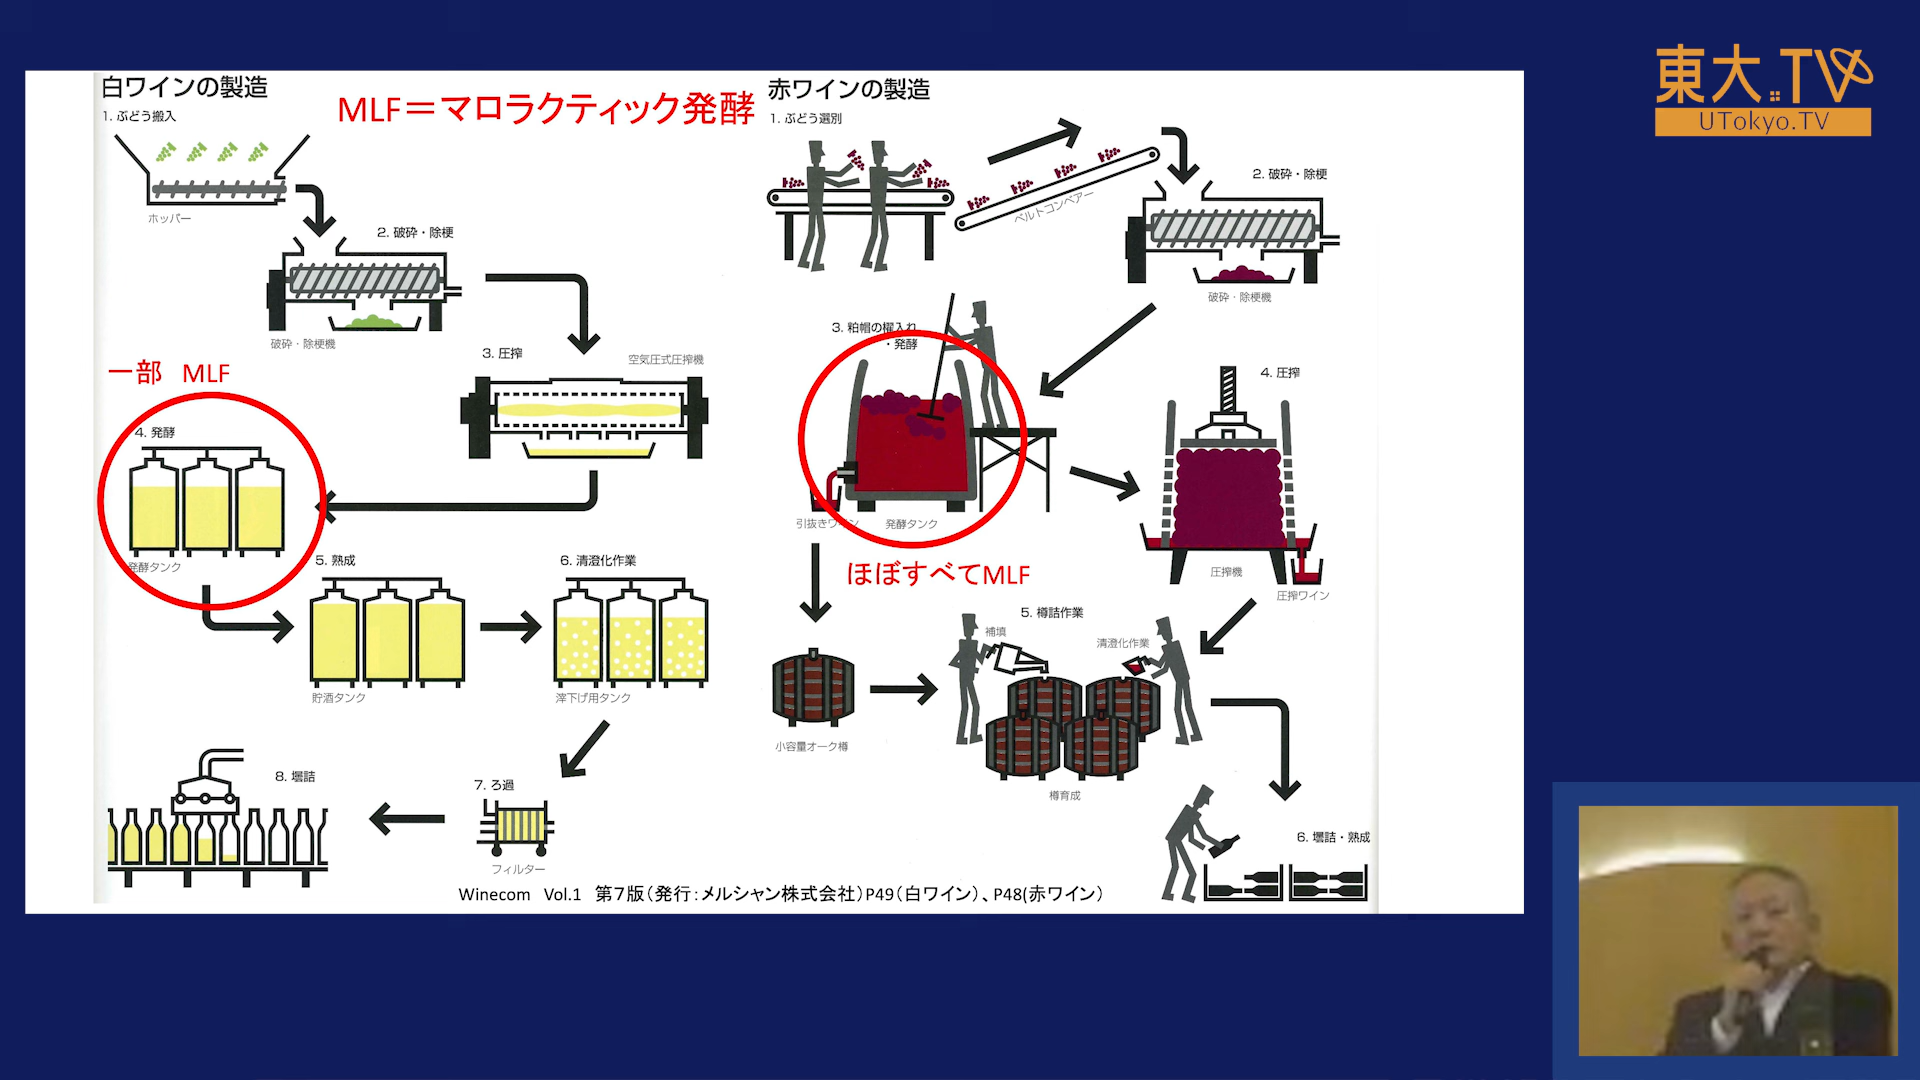 白ワインの製造
MLF＝マロラクティック発酵
1. ぶどう搬入
ホッパー
2. 破砕・除梗
破砕・除梗機
3. 圧搾
空気圧式圧搾機
一部 MLF
4. 発酵
発酵タンク
5. 熟成
貯酒タンク
6. 清澄化作業
滓下げ用タンク
7. ろ過
フィルター
8. 壜詰
赤ワインの製造
1. ぶどう選別
ベルトコンベアー
2. 破砕・除梗
破砕・除梗機
3. 粕帽の櫂入れ
・発酵
引抜きワイン
発酵タンク
ほぼすべてMLF
4. 圧搾
圧搾機
圧搾ワイン
5. 樽詰作業
補填
清澄化作業
小容量オーク樽
樽育成
6. 壜詰・熟成
Winecom Vol.1 第7版（発行：メルシャン株式会社）P49（白ワイン）、P48(赤ワイン）
東大TV
UTokyo.TV